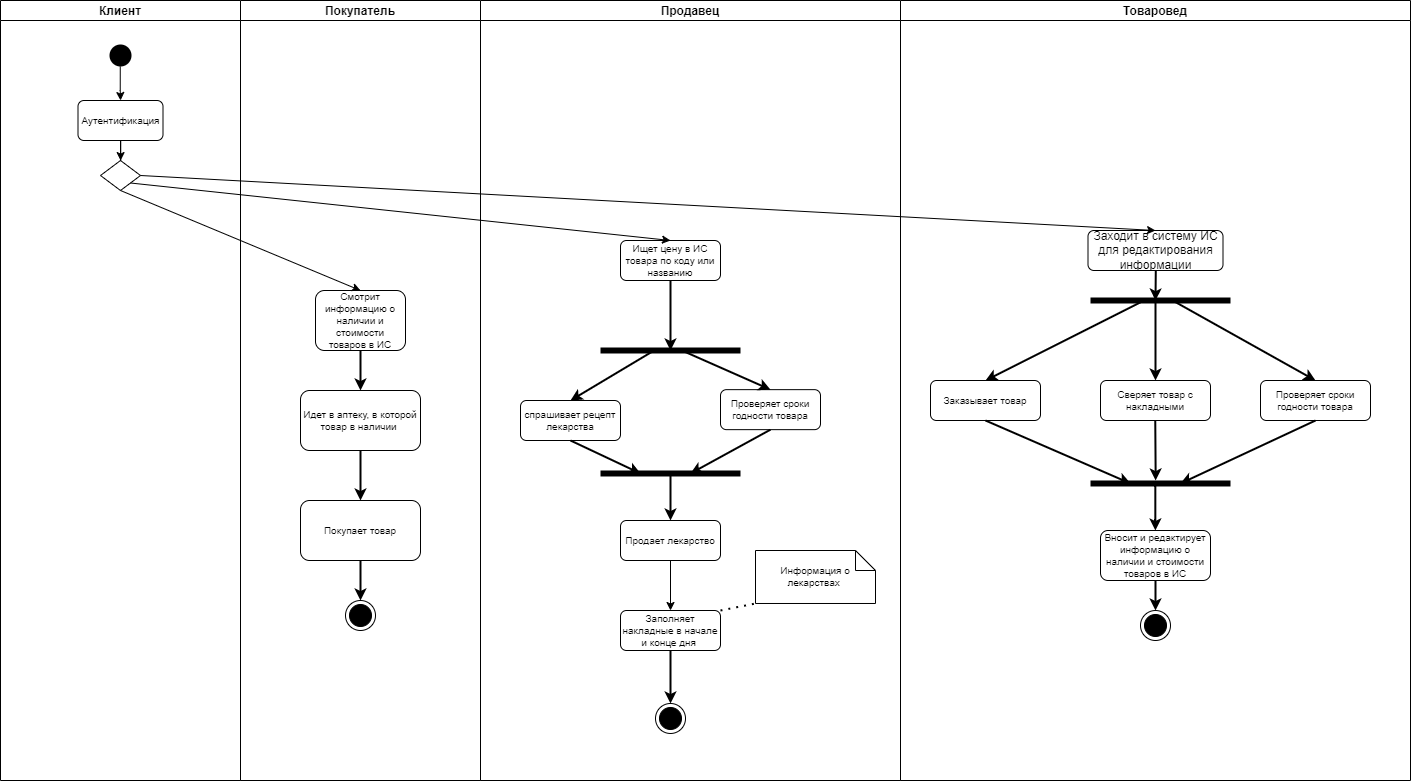 Клиент
Покупатель
Продавец
Товаровед
Аутентификация
Смотрит
информацию о
наличии и
стоимости
товаров в ИС
Идет в аптеку, в которой
товар в наличии
Покупает товар
Ищет цену в ИС
товара по коду или
названию
спрашивает рецепт
лекарства
Проверяет сроки
годности товара
Продает лекарство
Информация о
лекарствах
Заполняет
накладные в начале
и конце дня
Заходит в систему ИС
для редактирования
информации
Заказывает товар
Сверяет товар с
накладными
Проверяет сроки
годности товара
Вносит и редактирует
информацию о
наличии и стоимости
товаров в ИС